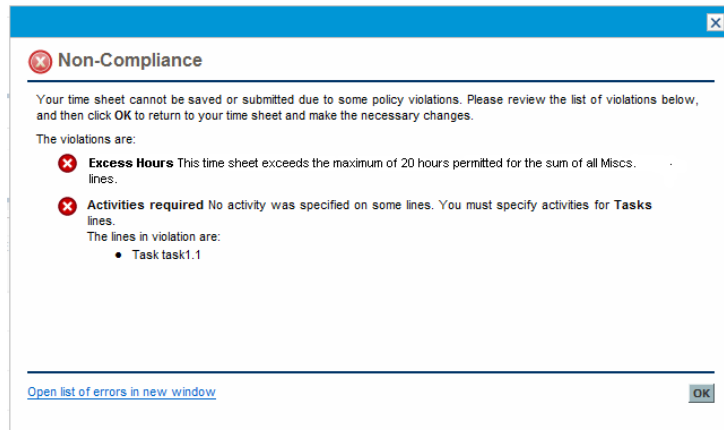 Non-Compliance
Your time sheet cannot be saved or submitted due to some policy violations. Please review the list of violations below,
and then click OK to return to your time sheet and make the necessary changes.
The violations are:
Excess Hours This time sheet exceeds the maximum of 20 hours permitted for the sum of all Miscs.
lines.
Activities required No activity was specified on some lines. You must specify activities for Tasks
lines.
The lines in violation are:
• Task task1.1
Open list of errors in new window
OK